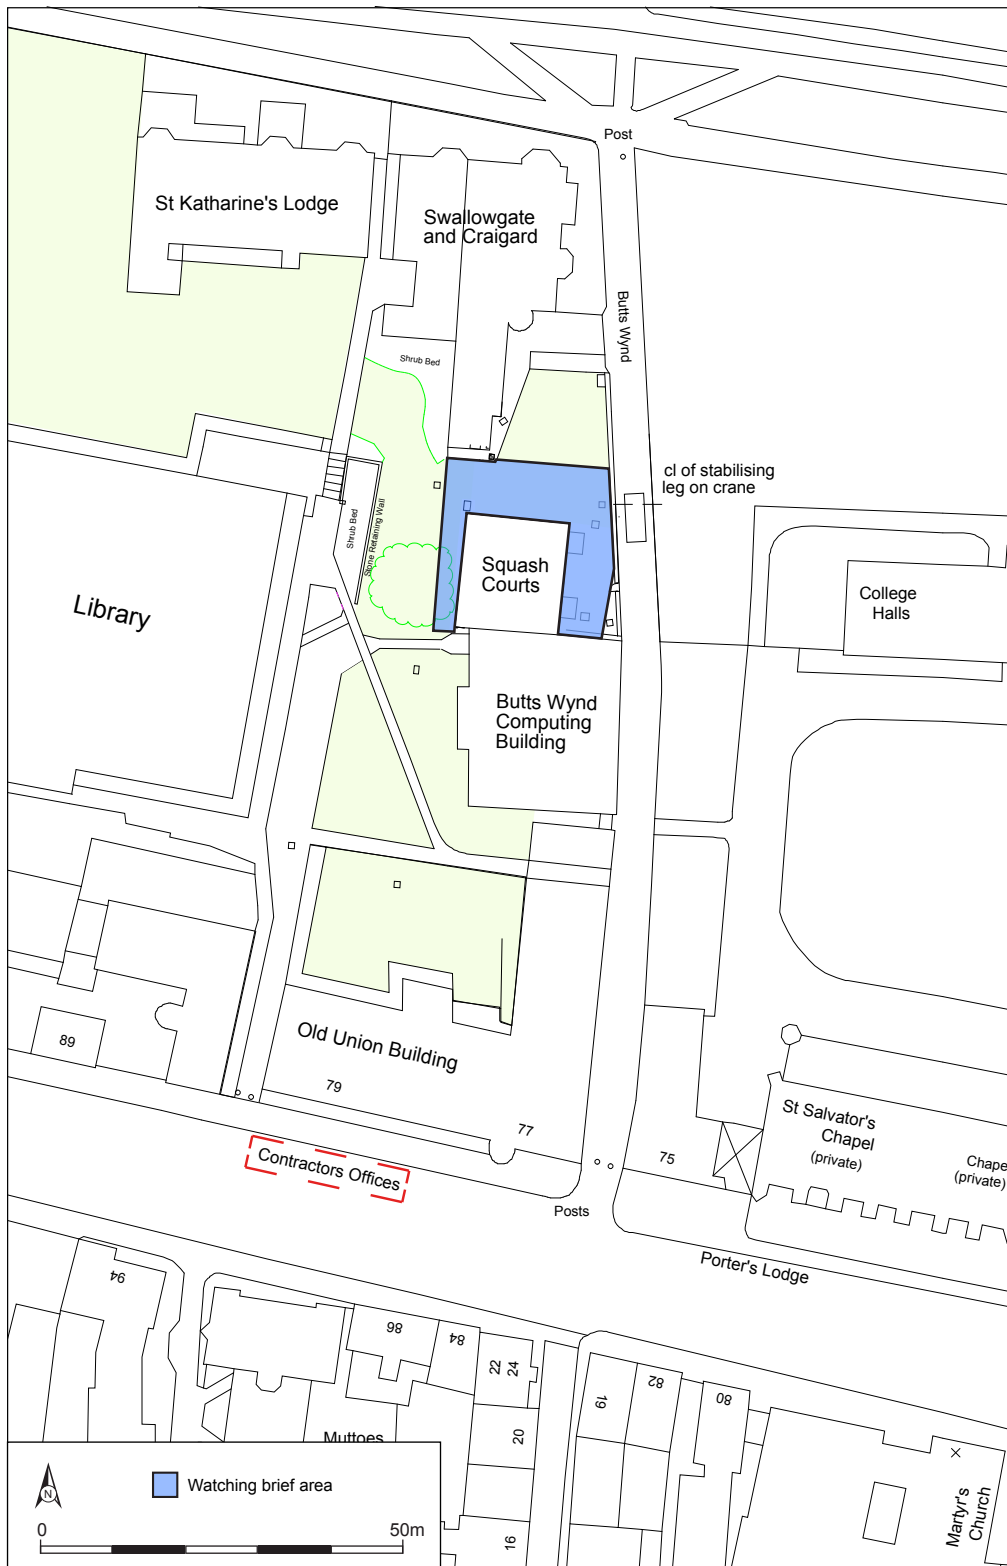 Post
St Katharine's Lodge
Swallowgate
and Craigard
Butts Wynd
Shrub Bed
cl of stabilising
leg on crane
Shrub Bed
Stone Retaining Wall
Squash
Courts
Library
College
Halls
Butts Wynd
Computing
Building
Old Union Building
89
79
77
75
St Salvator's
Chapel
(private)
Chape
(private)
Contractors Offices
Posts
Porter's Lodge
94
86
84
22
24
20
16
19
82
80
Muttoes
Martyr's
Church
N
Watching brief area
0
50m